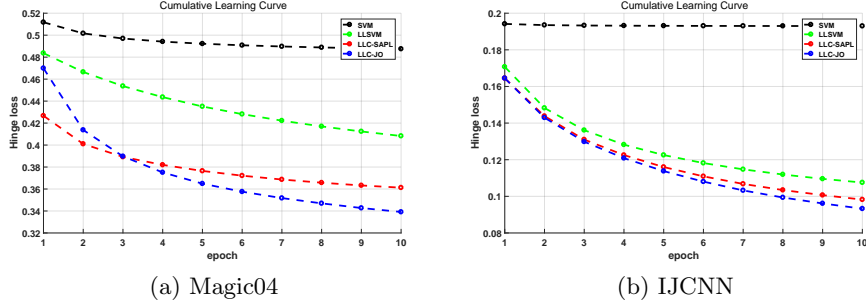 Cumulative Learning Curve
0.52
0.5
0.48
0.46
0.44
0.42
0.4
0.38
0.36
0.34
0.32
Hinge loss
1 2 3 4 5 6 7 8 9 10
epoch
SVM
LLSVM
LLC-SAPL
LLC-JO
(a) Magic04
Cumulative Learning Curve
0.2
0.18
0.16
0.14
0.12
0.1
0.08
Hinge loss
1 2 3 4 5 6 7 8 9 10
epoch
SVM
LLSVM
LLC-SAPL
LLC-JO
(b) IJCNN